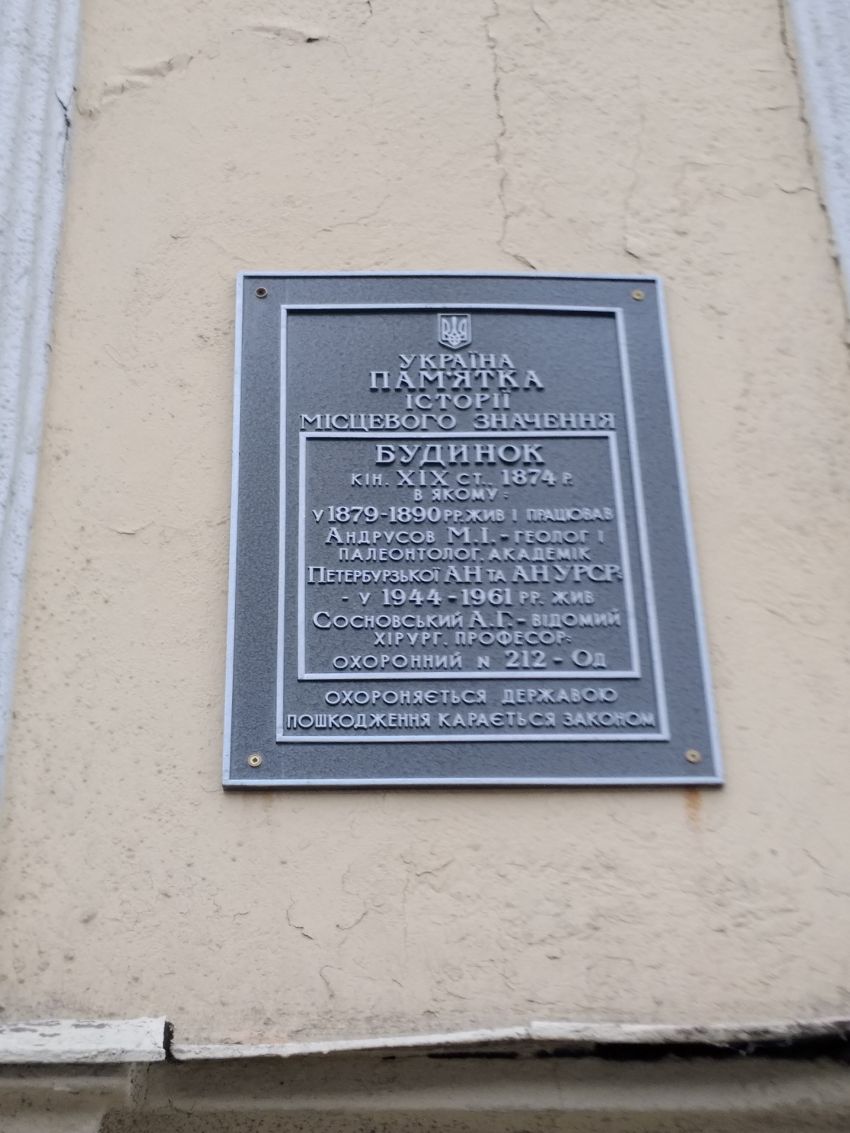 УКРАЇНА
ПАМ'ЯТКА
ІСТОРІЇ
МІСЦЕВОГО ЗНАЧЕННЯ
БУДИНОК
КІН. XIX СТ., 1874 Р.
В ЯКОМУ:
У 1879-1890 РР. ЖИВ І ПРАЦЮВАВ
АНДРУСОВ М.І. - ГЕОЛОГ І
ПАЛЕОНТОЛОГ, АКАДЕМІК
ПЕТЕРБУРЗЬКОЇ АН ТА АН УРСР;
- У 1944-1961 РР. ЖИВ
СОСНОВСЬКИЙ А.Г. - ВІДОМИЙ
ХІРУРГ, ПРОФЕСОР;
ОХОРОННИЙ N 212 - ОД
ОХОРОНЯЄТЬСЯ ДЕРЖАВОЮ
ПОШКОДЖЕННЯ КАРАЄТЬСЯ ЗАКОНОМ